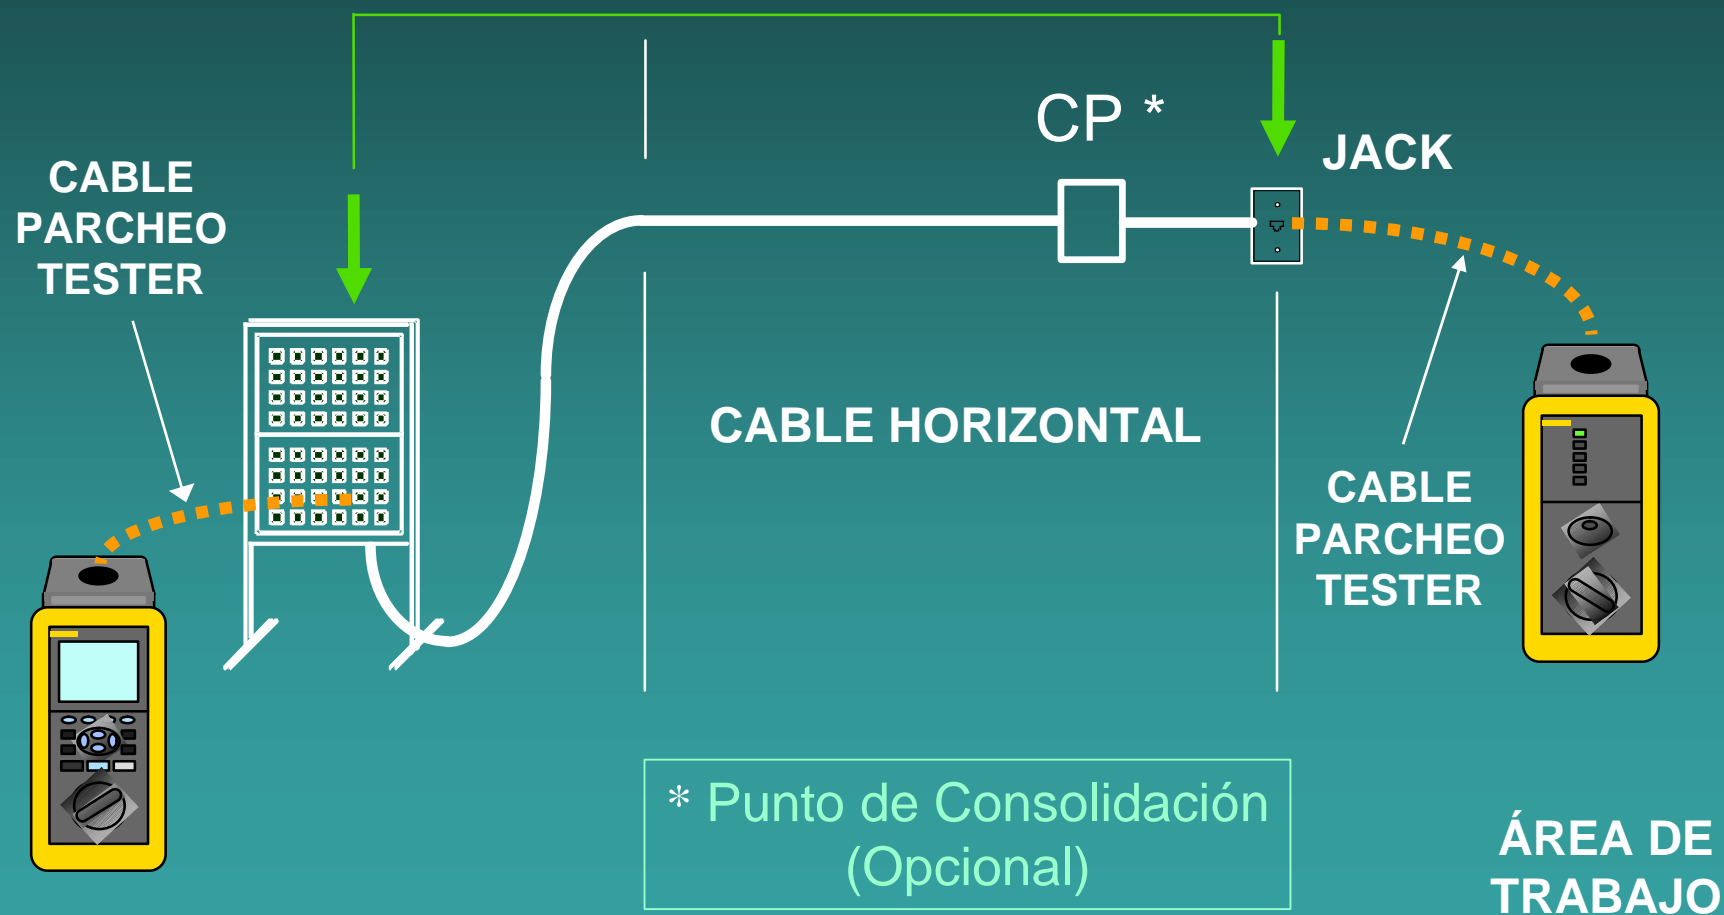 CP *
JACK
CABLE
PARCHEO
TESTER
CABLE HORIZONTAL
CABLE
PARCHEO
TESTER
* Punto de Consolidación
(Opcional)
ÁREA DE
TRABAJO